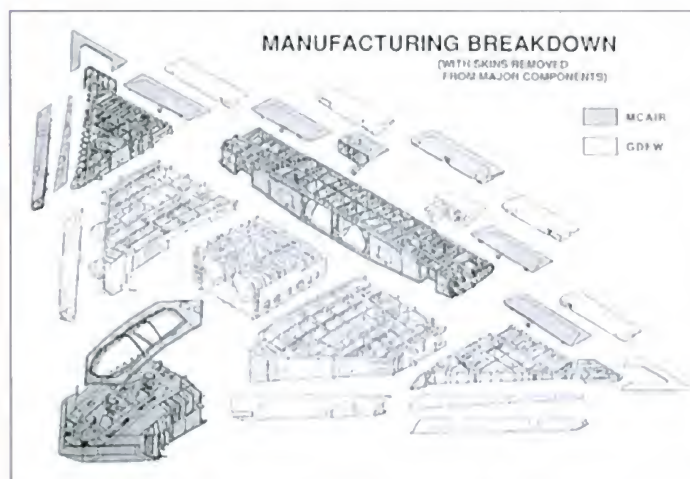 MANUFACTURING BREAKDOWN
(WITH SKINS REMOVED
FROM MAJOR COMPONENTS)
MCAIR
GDFW